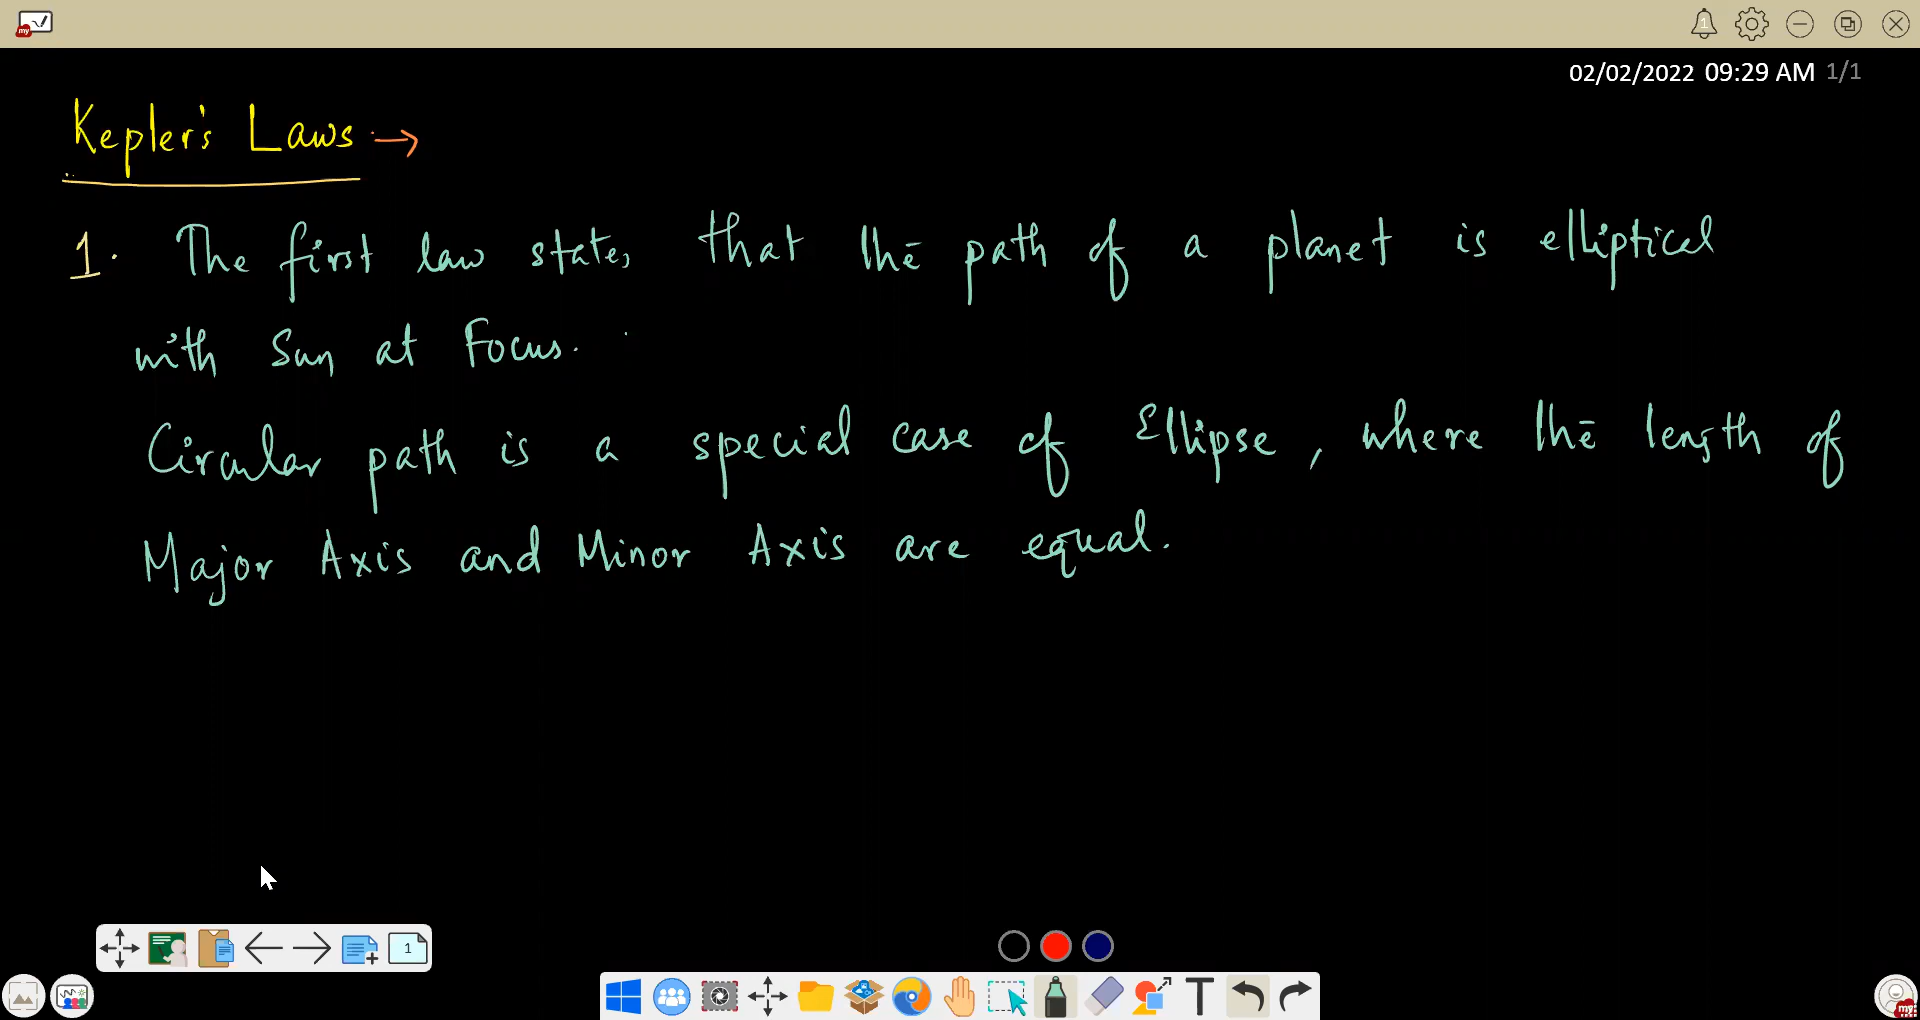 02/02/2022 09:29 AM 1/1
Kepler's Laws →
1. The first law states that the path of a planet is elliptical
with Sun at Focus.
Circular path is a special case of Ellipse, where the length of
Major Axis and Minor Axis are equal.
1